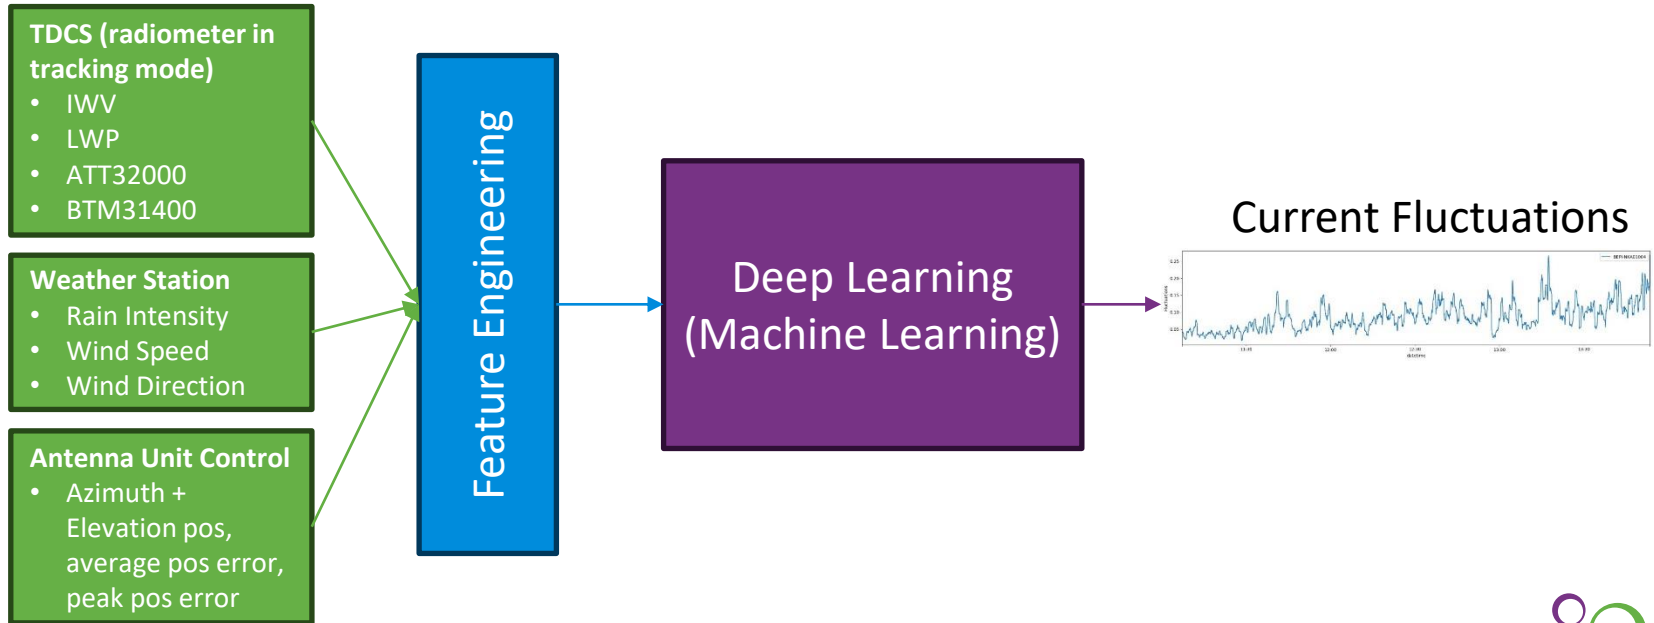 TDCS (radiometer in
tracking mode)
• IWV
• LWP
• ATT32000
• BTM31400
Weather Station
• Rain Intensity
• Wind Speed
• Wind Direction
Antenna Unit Control
• Azimuth +
Elevation pos,
average pos error,
peak pos error
Feature Engineering
Deep Learning
(Machine Learning)
Current Fluctuations